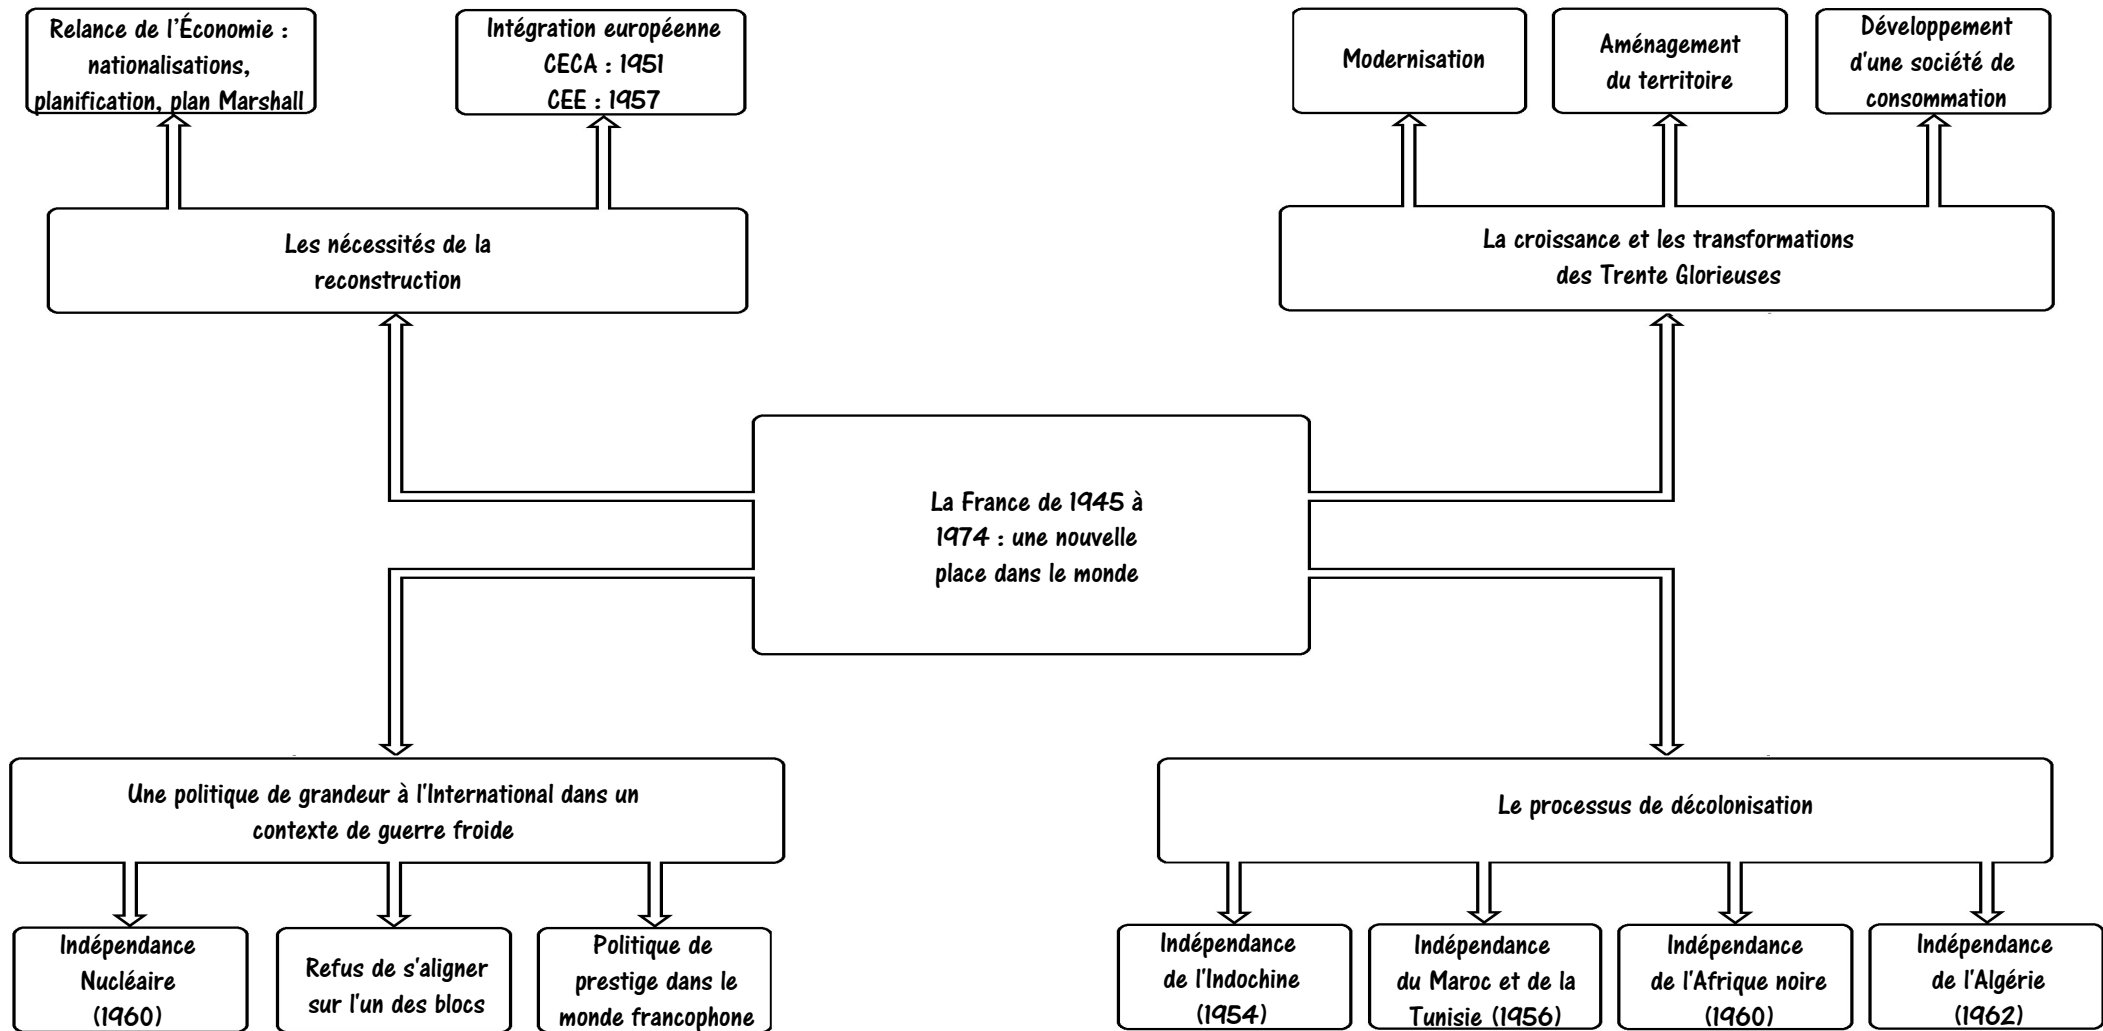 Relance de l'Économie :
nationalisations,
planification, plan Marshall
Intégration européenne
CECA : 1951
CEE : 1957
Modernisation
Aménagement
du territoire
Développement
d'une société de
consommation
Les nécessités de la
reconstruction
La croissance et les transformations
des Trente Glorieuses
La France de 1945 à
1974 : une nouvelle
place dans le monde
Une politique de grandeur à l'International dans un
contexte de guerre froide
Le processus de décolonisation
Indépendance
Nucléaire
(1960)
Refus de s'aligner
sur l'un des blocs
Politique de
prestige dans le
monde francophone
Indépendance
de l'Indochine
(1954)
Indépendance
du Maroc et de la
Tunisie (1956)
Indépendance
de l'Afrique noire
(1960)
Indépendance
de l'Algérie
(1962)